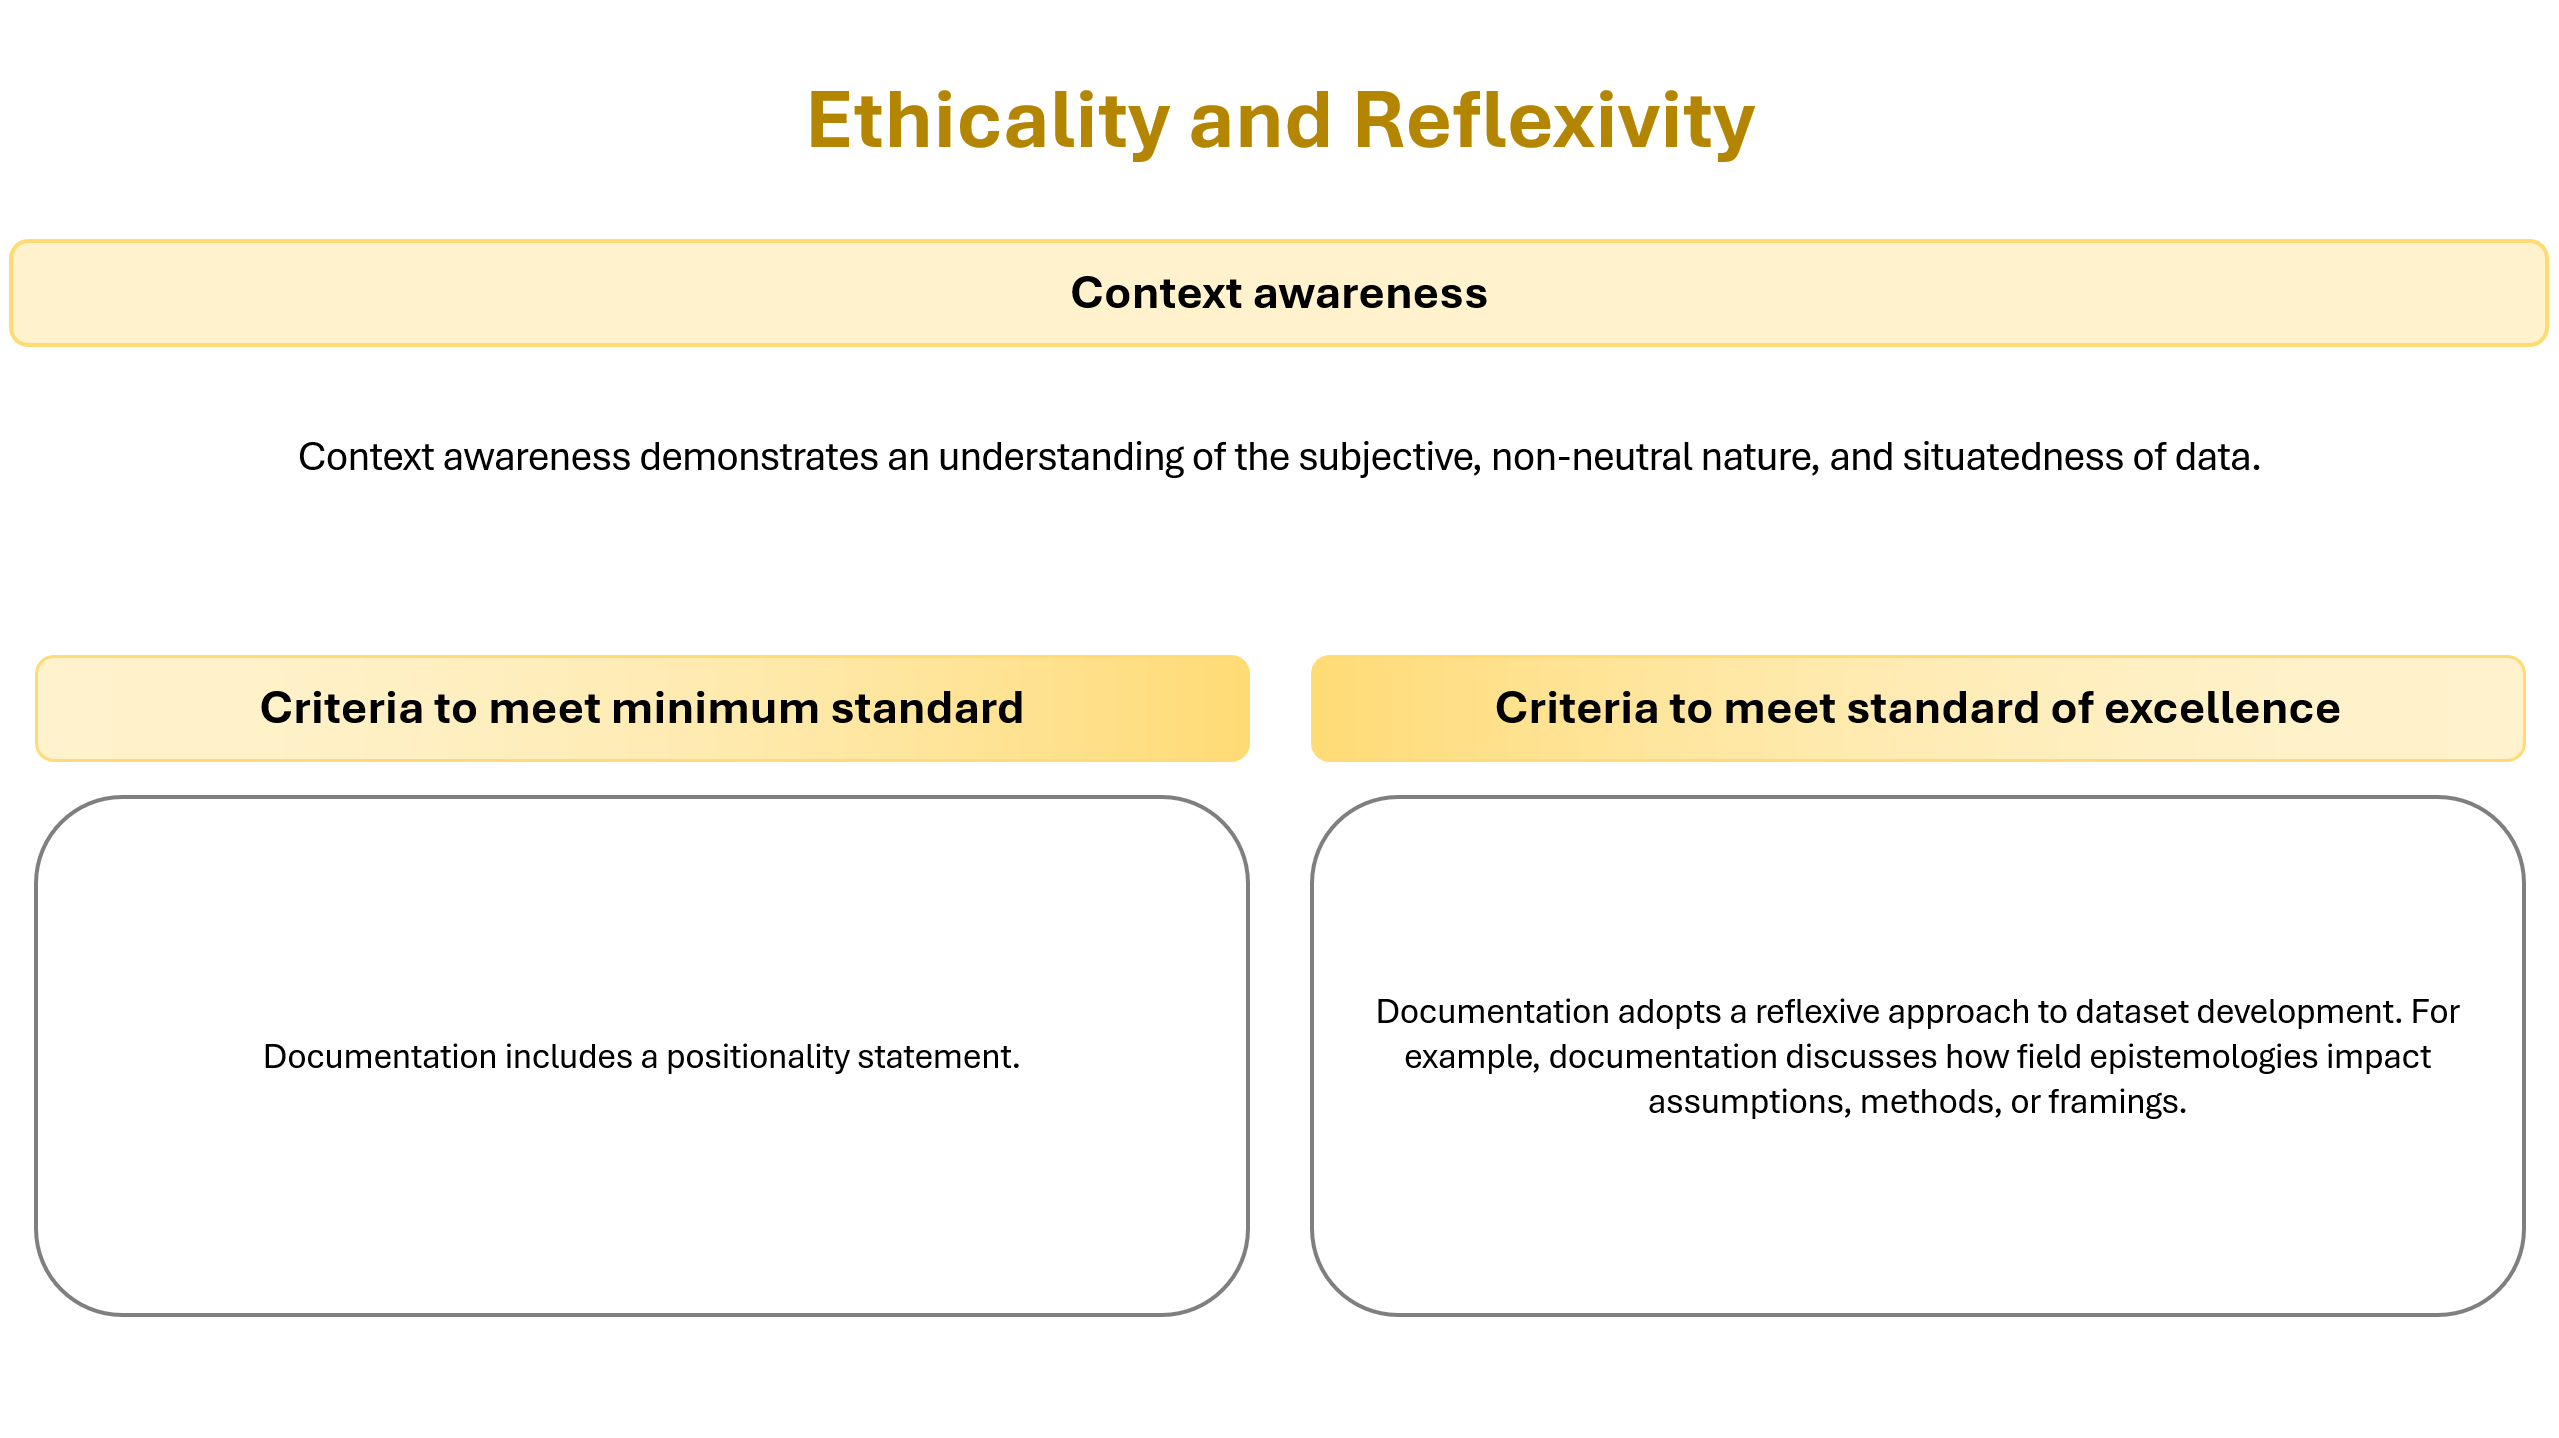 Ethicality and Reflexivity
Context awareness
Context awareness demonstrates an understanding of the subjective, non-neutral nature, and situatedness of data.
Criteria to meet minimum standard
Documentation includes a positionality statement.
Criteria to meet standard of excellence
Documentation adopts a reflexive approach to dataset development. For
example, documentation discusses how field epistemologies impact
assumptions, methods, or framings.